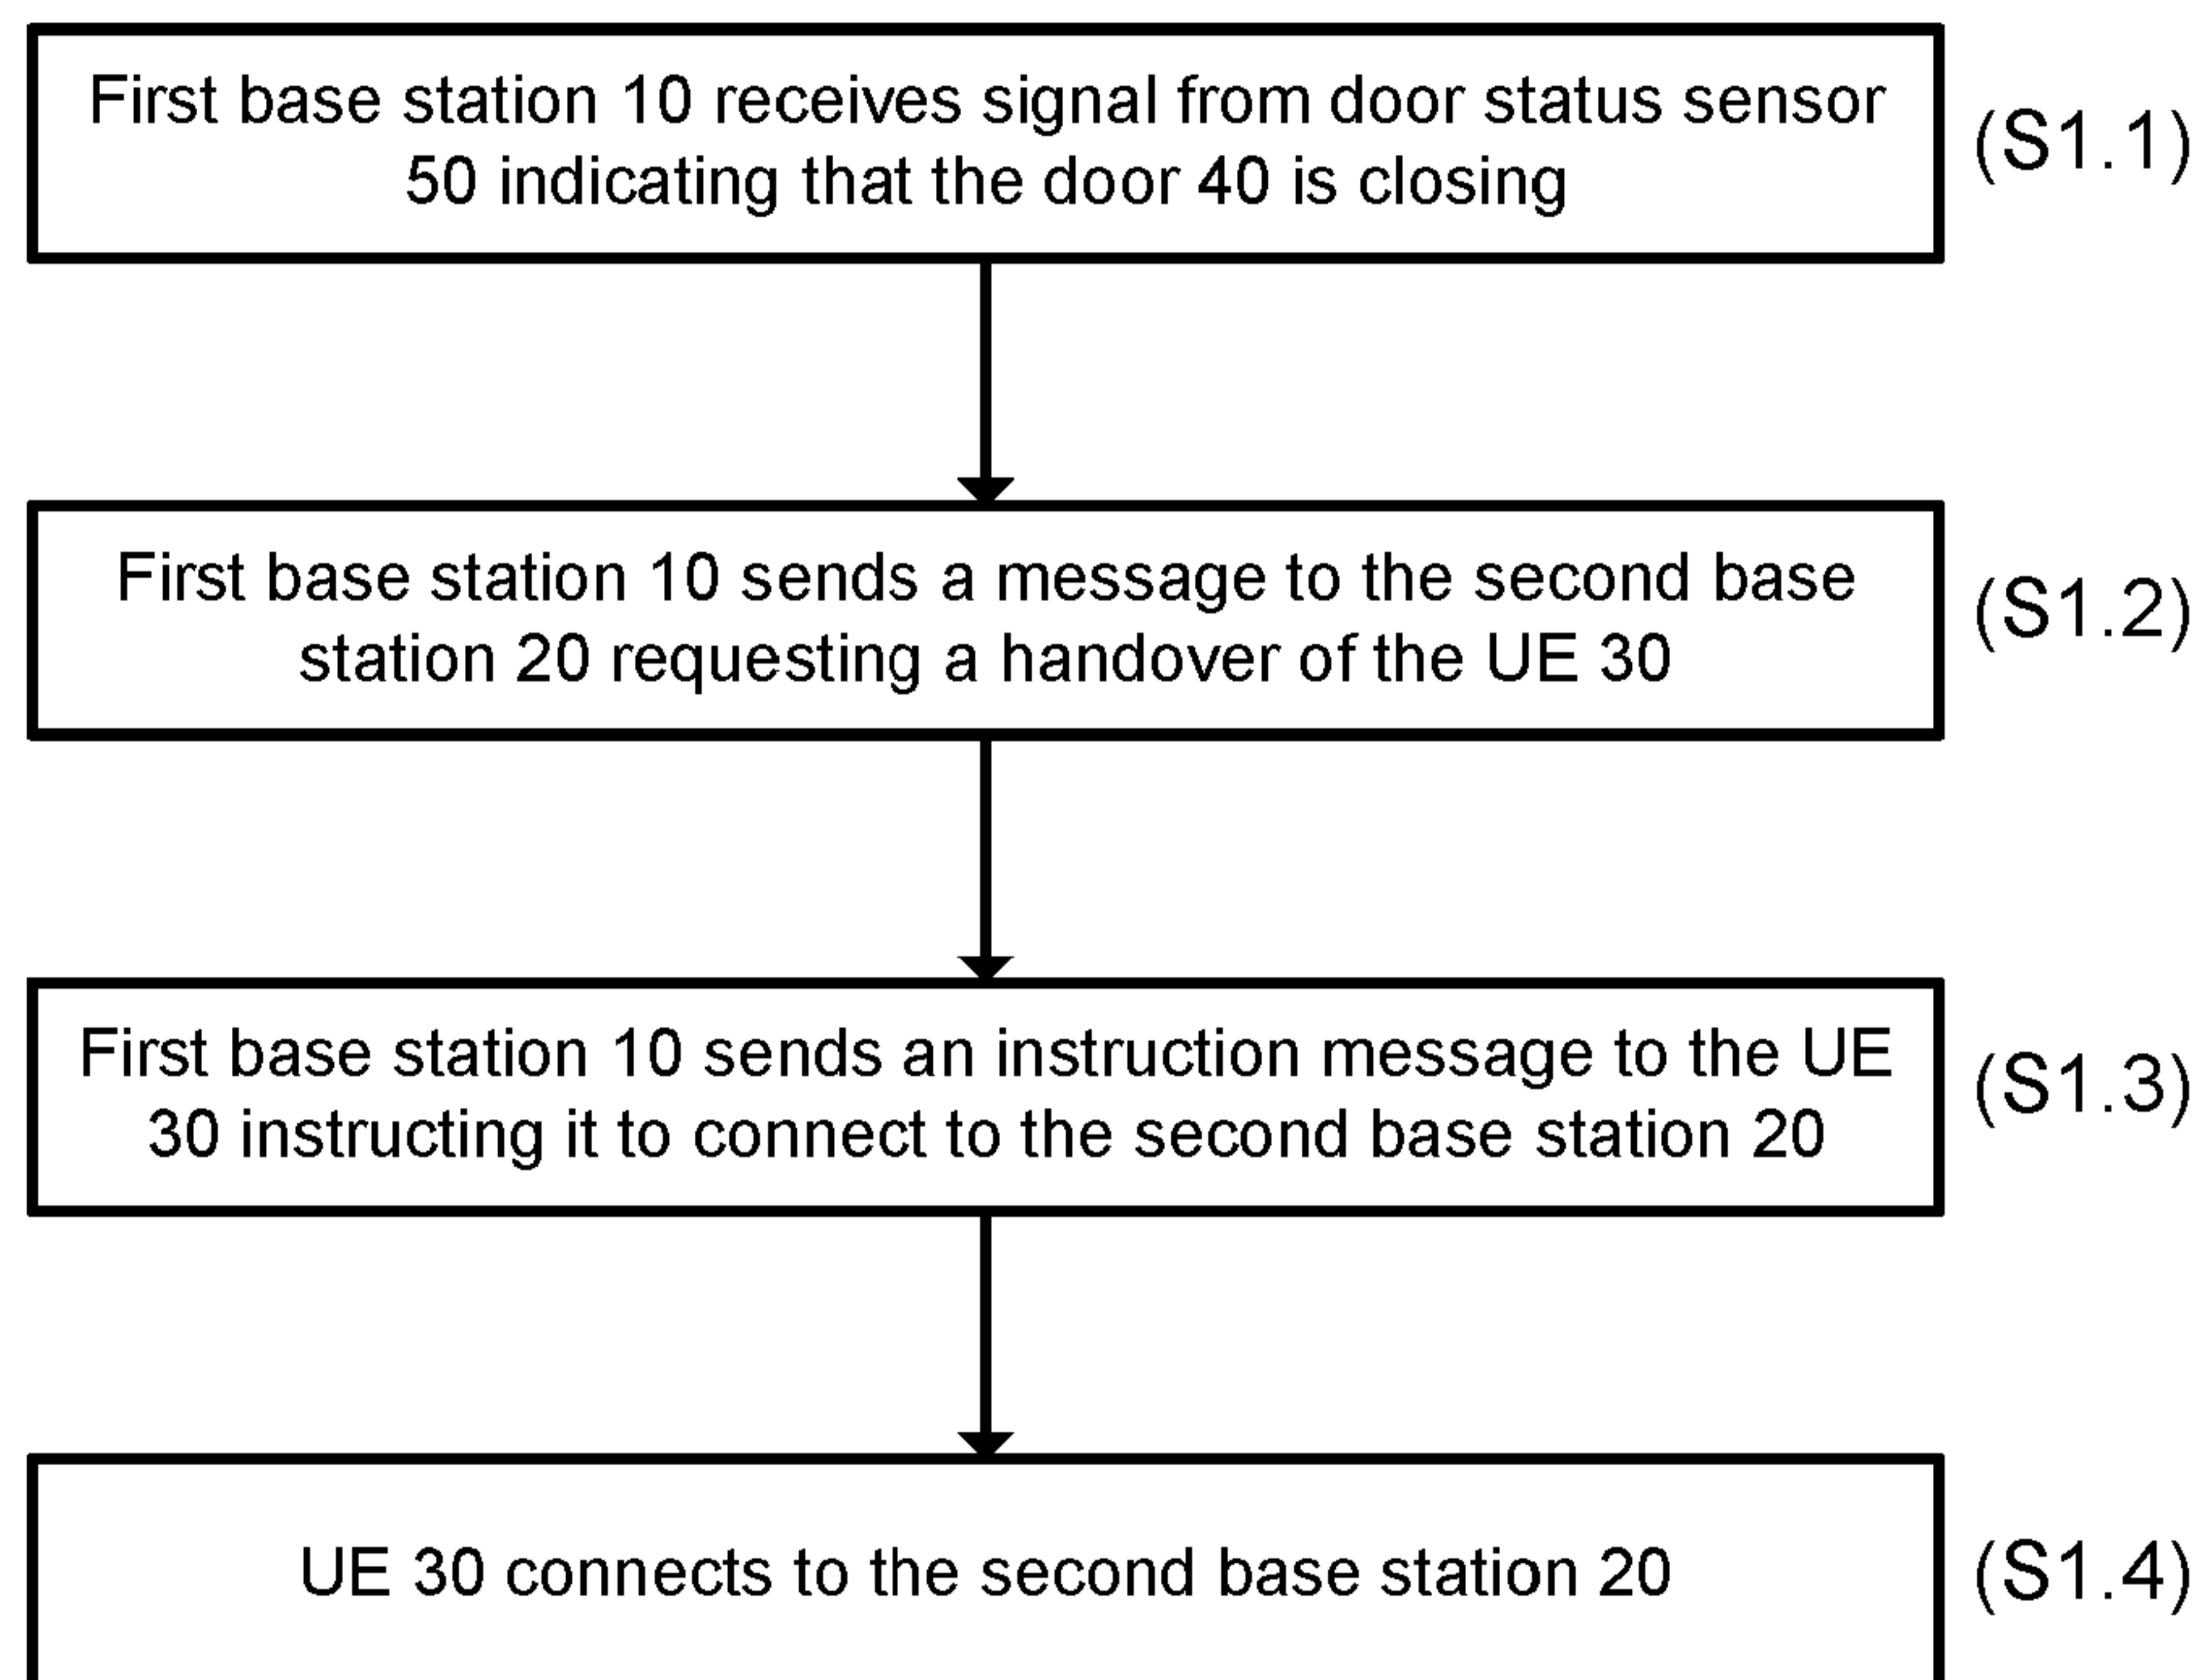 First base station 10 receives signal from door status sensor
50 indicating that the door 40 is closing
(S1.1)
First base station 10 sends a message to the second base
station 20 requesting a handover of the UE 30
(S1.2)
First base station 10 sends an instruction message to the UE
30 instructing it to connect to the second base station 20
(S1.3)
UE 30 connects to the second base station 20
(S1.4)